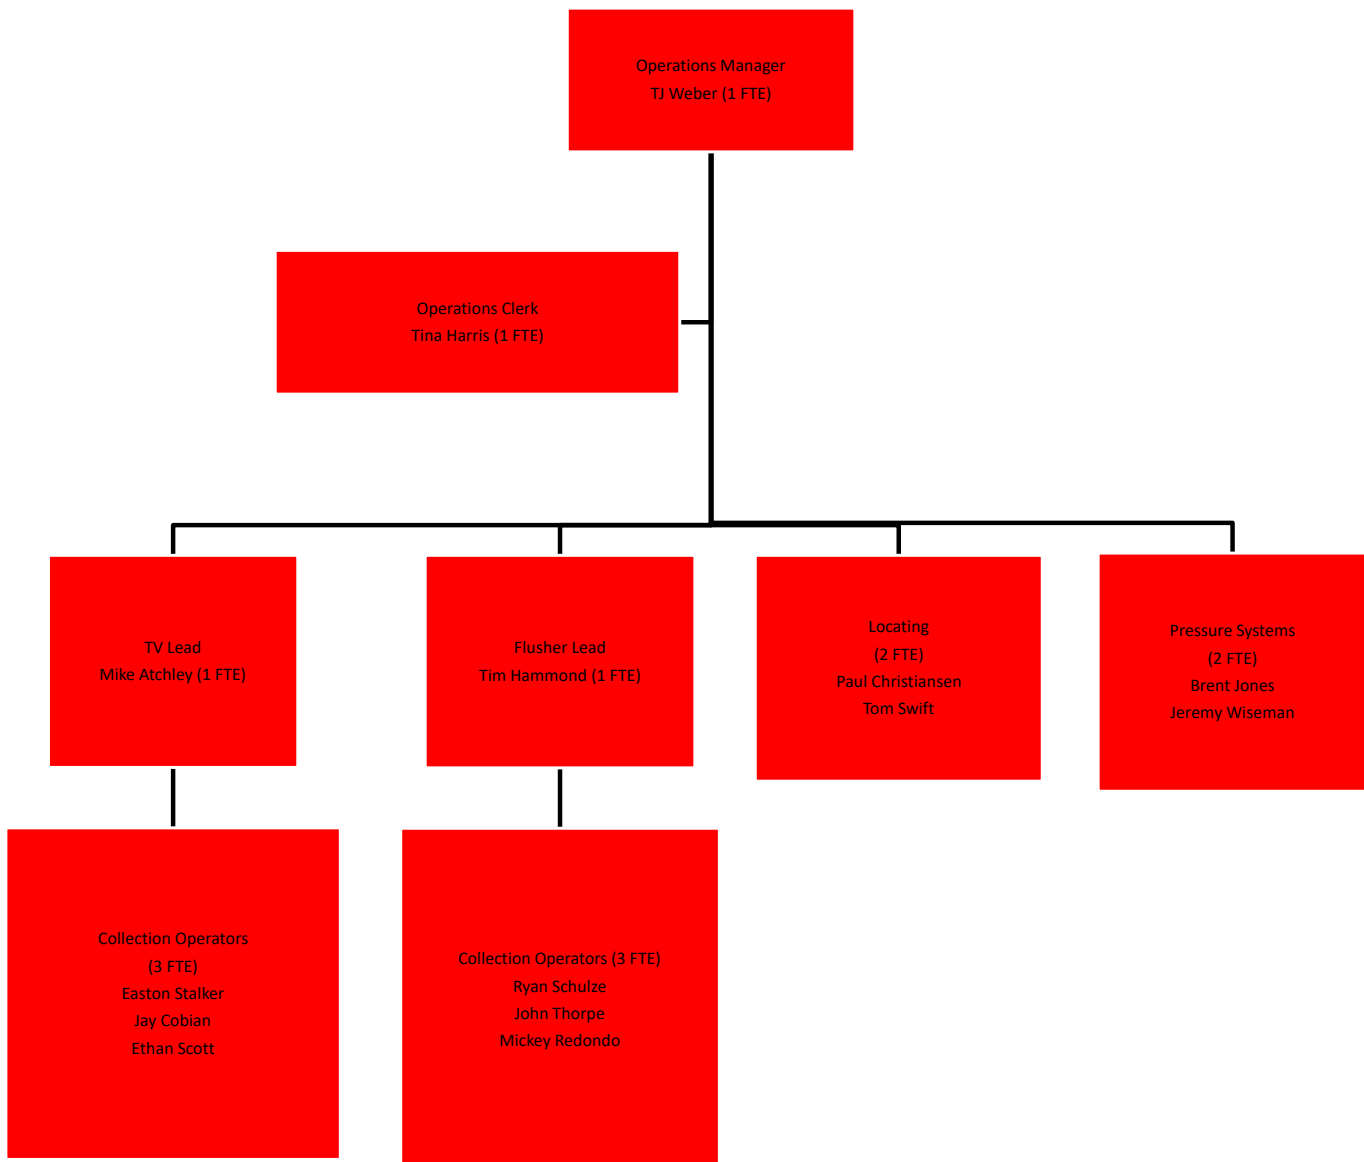 Operations Manager
TJ Weber (1 FTE)
Operations Clerk
Tina Harris (1 FTE)
TV Lead
Mike Atchley (1 FTE)
Flusher Lead
Tim Hammond (1 FTE)
Locating
(2 FTE)
Paul Christiansen
Tom Swift
Pressure Systems
(2 FTE)
Brent Jones
Jeremy Wiseman
Collection Operators
(3 FTE)
Easton Stalker
Jay Cobian
Ethan Scott
Collection Operators (3 FTE)
Ryan Schulze
John Thorpe
Mickey Redondo